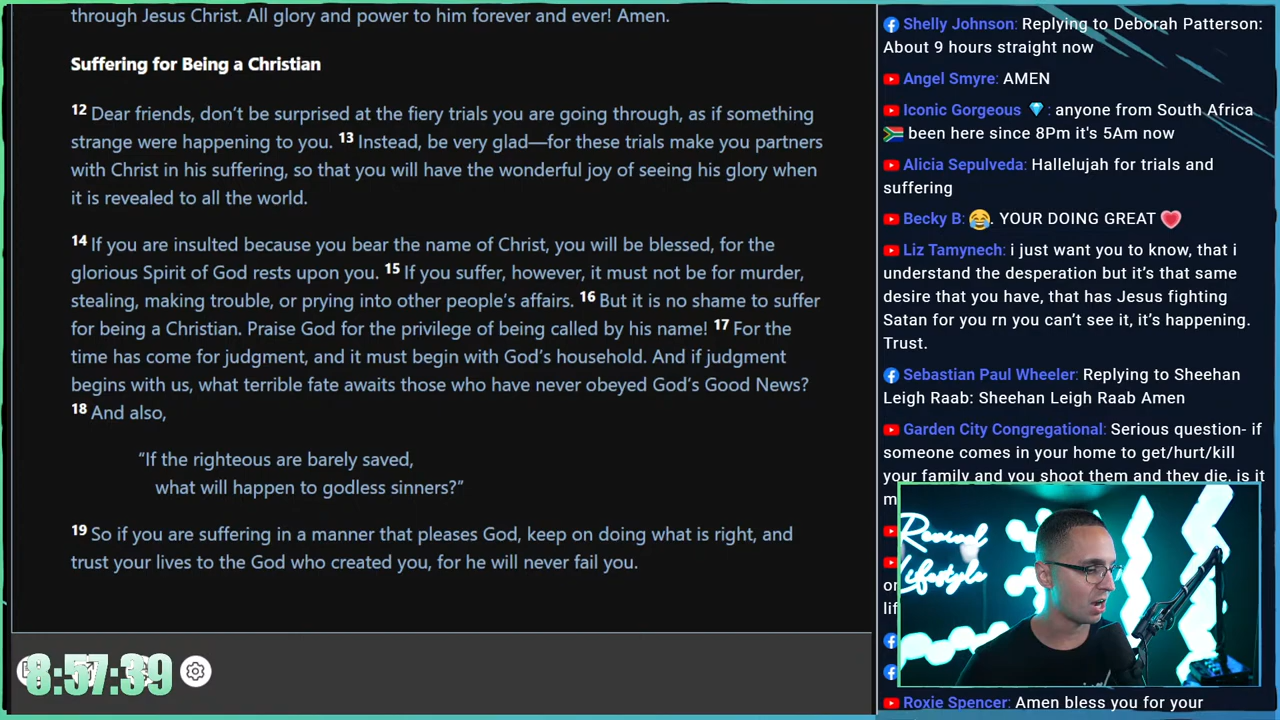 through Jesus Christ. All glory and power to him forever and ever! Amen.
Suffering for Being a Christian
12 Dear friends, don’t be surprised at the fiery trials you are going through, as if something
strange were happening to you. 13 Instead, be very glad—for these trials make you partners
with Christ in his suffering, so that you will have the wonderful joy of seeing his glory when
it is revealed to all the world.
14 If you are insulted because you bear the name of Christ, you will be blessed, for the
glorious Spirit of God rests upon you. 15 If you suffer, however, it must not be for murder,
stealing, making trouble, or prying into other people’s affairs. 16 But it is no shame to suffer
for being a Christian. Praise God for the privilege of being called by his name! 17 For the
time has come for judgment, and it must begin with God’s household. And if judgment
begins with us, what terrible fate awaits those who have never obeyed God’s Good News?
18 And also,
“If the righteous are barely saved,
what will happen to godless sinners?”
19 So if you are suffering in a manner that pleases God, keep on doing what is right, and
trust your lives to the God who created you, for he will never fail you.
8:57:39
Shelly Johnson: Replying to Deborah Patterson:
About 9 hours straight now
Angel Smyre: AMEN
Iconic Gorgeous 💎 : anyone from South Africa
🇿🇦 been here since 8Pm it's 5Am now
Alicia Sepulveda: Hallelujah for trials and
suffering
Becky B: 😂. YOUR DOING GREAT ❤️
Liz Tamynech: i just want you to know, that i
understand the desperation but it’s that same
desire that you have, that has Jesus fighting
Satan for you rn you can’t see it, it’s happening.
Trust.
Sebastian Paul Wheeler: Replying to Sheehan
Leigh Raab: Sheehan Leigh Raab Amen
Garden City Congregational: Serious question- if
someone comes in your home to get/hurt/kill
your family and you shoot them and they die, is it
Revival
Lifestyle
Roxie Spencer: Amen bless you for your